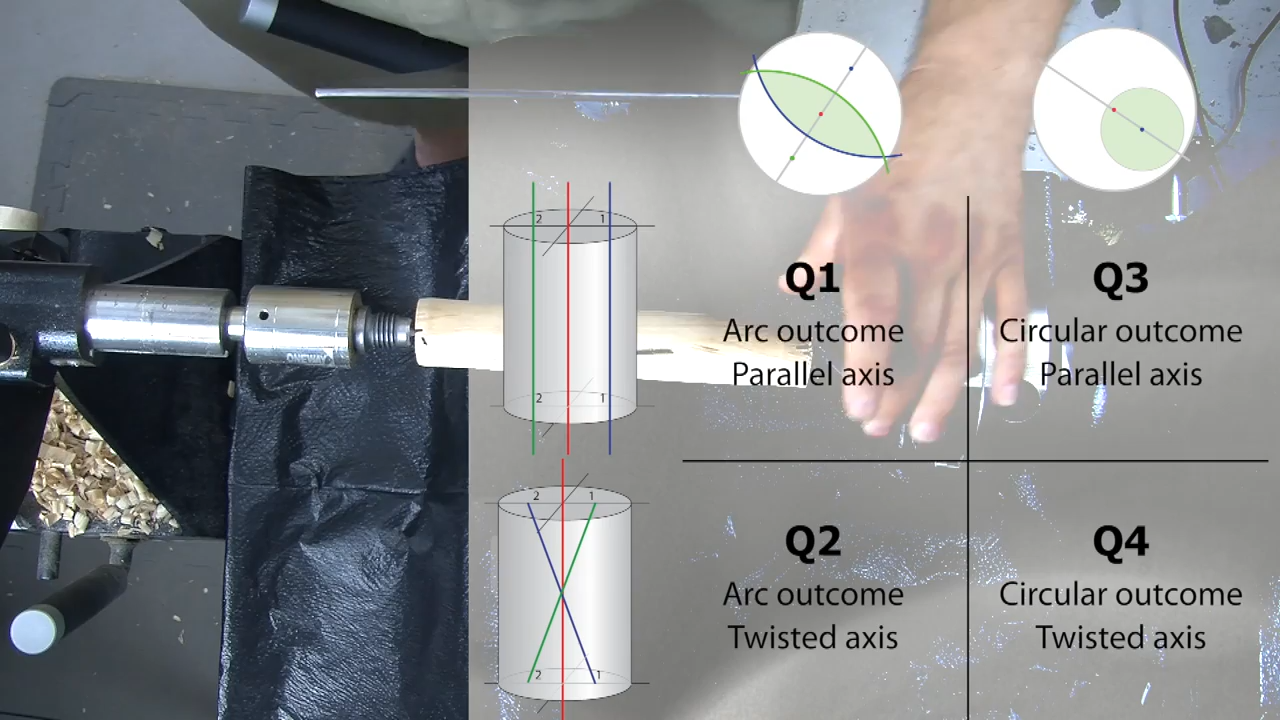 2 1
2 1
2 1
2 1
Q1
Arc outcome
Parallel axis
Q3
Circular outcome
Parallel axis
Q2
Arc outcome
Twisted axis
Q4
Circular outcome
Twisted axis